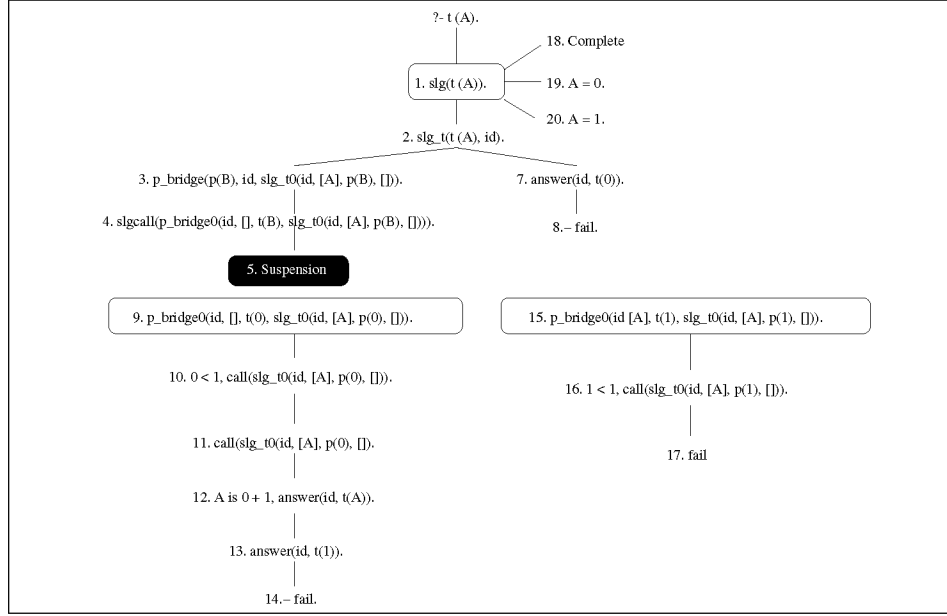 ?- t (A).
18. Complete
1. slg(t (A)).
19. A = 0.
20. A = 1.
2. slg_t(t (A), id).
3. p_bridge(p(B), id, slg_t0(id, [A], p(B), [])).
7. answer(id, t(0)).
4. slgcall(p_bridge0(id, [], t(B), slg_t0(id, [A], p(B), []))).
8.– fail.
5. Suspension
9. p_bridge0(id, [], t(0), slg_t0(id, [A], p(0), [])).
15. p_bridge0(id [A], t(1), slg_t0(id, [A], p(1), [])).
10. 0 < 1, call(slg_t0(id, [A], p(0), [])).
16. 1 < 1, call(slg_t0(id, [A], p(1), [])).
11. call(slg_t0(id, [A], p(0), []).
17. fail
12. A is 0 + 1, answer(id, t(A)).
13. answer(id, t(1)).
14.– fail.